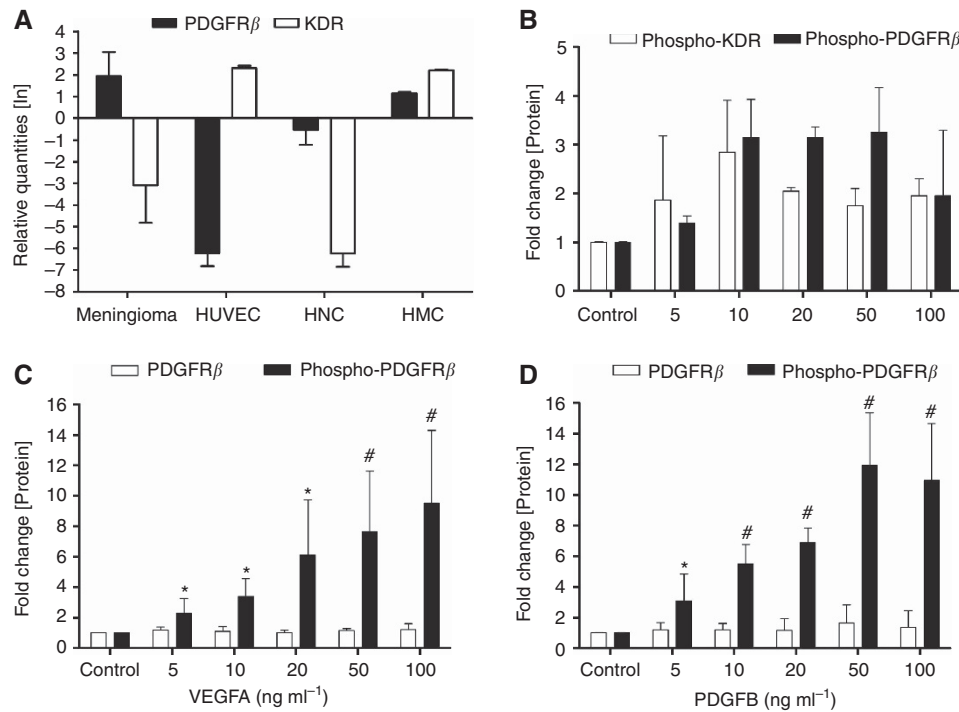 A
PDGFRβ KDR
Relative quantities [ln]
4
3
2
1
0
−1
−2
−3
−4
−5
−6
−7
−8
Meningioma HUVEC HNC HMC
B
Phospho-KDR Phospho-PDGFRβ
Fold change [Protein]
5
4
3
2
1
0
Control 5 10 20 50 100
C
PDGFRβ Phospho-PDGFRβ
Fold change [Protein]
16
14
12
10
8
6
4
2
0
* * * # #
Control 5 10 20 50 100
VEGFA (ng ml⁻¹)
D
PDGFRβ Phospho-PDGFRβ
Fold change [Protein]
16
14
12
10
8
6
4
2
0
* # # # #
Control 5 10 20 50 100
PDGFB (ng ml⁻¹)